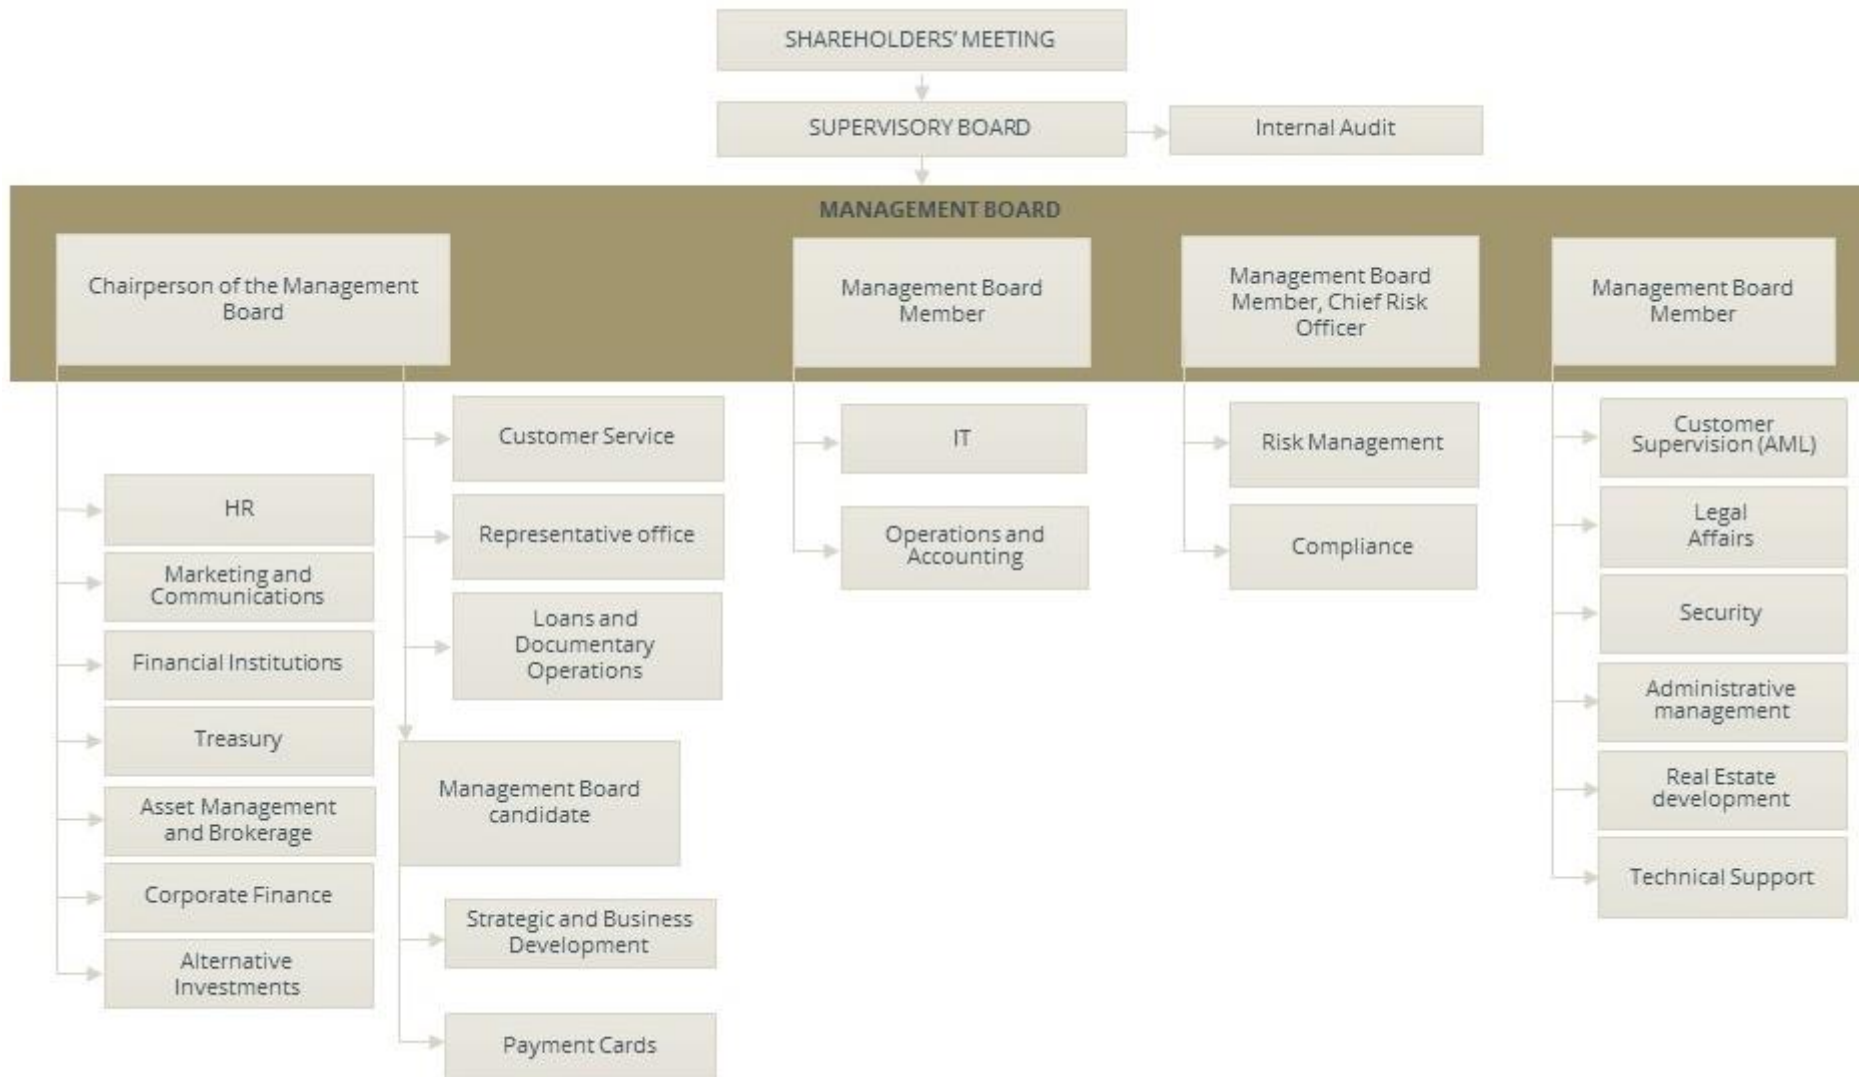 SHAREHOLDERS' MEETING
SUPERVISORY BOARD
Internal Audit
MANAGEMENT BOARD
Chairperson of the Management
Board
Management Board
Member
Management Board
Member, Chief Risk
Officer
Management Board
Member
HR
Marketing and
Communications
Financial Institutions
Treasury
Asset Management
and Brokerage
Corporate Finance
Alternative
Investments
Customer Service
Representative office
Loans and
Documentary
Operations
Management Board
candidate
Strategic and Business
Development
Payment Cards
IT
Operations and
Accounting
Risk Management
Compliance
Customer
Supervision (AML)
Legal
Affairs
Security
Administrative
management
Real Estate
development
Technical Support